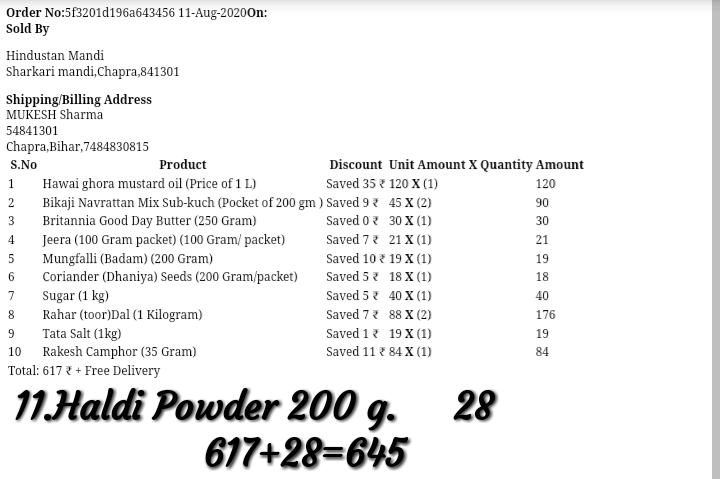 Order No:5f3201d196a643456 11-Aug-2020On:
Sold By
Hindustan Mandi
Sharkari mandi,Chapra,841301
Shipping/Billing Address
MUKESH Sharma
54841301
Chapra,Bihar,7484830815
S.No Product Discount Unit Amount X Quantity Amount
1 Hawai ghora mustard oil (Price of 1 L) Saved 35 ₹ 120 X (1) 120
2 Bikaji Navrattan Mix Sub-kuch (Pocket of 200 gm ) Saved 9 ₹ 45 X (2) 90
3 Britannia Good Day Butter (250 Gram) Saved 0 ₹ 30 X (1) 30
4 Jeera (100 Gram packet) (100 Gram/ packet) Saved 7 ₹ 21 X (1) 21
5 Mungfalli (Badam) (200 Gram) Saved 10 ₹ 19 X (1) 19
6 Coriander (Dhaniya) Seeds (200 Gram/packet) Saved 5 ₹ 18 X (1) 18
7 Sugar (1 kg) Saved 5 ₹ 40 X (1) 40
8 Rahar (toor)Dal (1 Kilogram) Saved 7 ₹ 88 X (2) 176
9 Tata Salt (1kg) Saved 1 ₹ 19 X (1) 19
10 Rakesh Camphor (35 Gram) Saved 11 ₹ 84 X (1) 84
Total: 617 ₹ + Free Delivery
11.Haldi Powder 200 g. 28
617+28=645